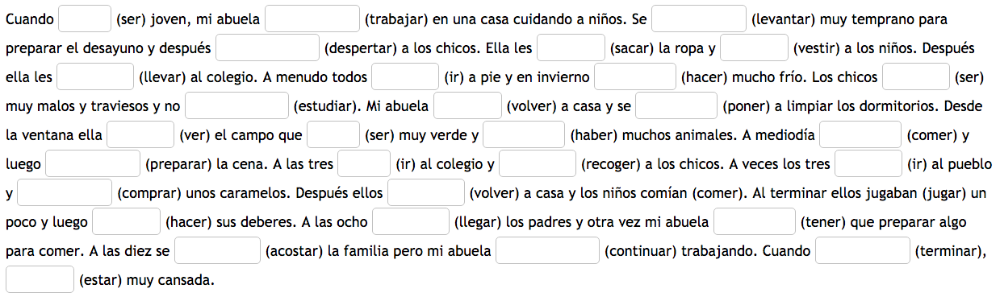 Cuando (ser) joven, mi abuela (trabajar) en una casa cuidando a niños. Se (levantar) muy temprano para
preparar el desayuno y después (despertar) a los chicos. Ella les (sacar) la ropa y (vestir) a los niños. Después
ella les (llevar) al colegio. A menudo todos (ir) a pie y en invierno (hacer) mucho frío. Los chicos (ser)
muy malos y traviesos y no (estudiar). Mi abuela (volver) a casa y se (poner) a limpiar los dormitorios. Desde
la ventana ella (ver) el campo que (ser) muy verde y (haber) muchos animales. A mediodía (comer) y
luego (preparar) la cena. A las tres (ir) al colegio y (recoger) a los chicos. A veces los tres (ir) al pueblo
y (comprar) unos caramelos. Después ellos (volver) a casa y los niños comían (comer). Al terminar ellos jugaban (jugar) un
poco y luego (hacer) sus deberes. A las ocho (llegar) los padres y otra vez mi abuela (tener) que preparar algo
para comer. A las diez se (acostar) la familia pero mi abuela (continuar) trabajando. Cuando (terminar),
(estar) muy cansada.